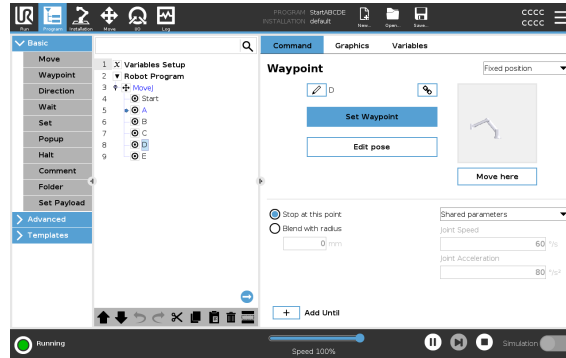 UR
PROGRAM StartABCDE
INSTALLATION default
CCCC
CCCC
Run Program Installation Move I/O Log New... Open... Save...
Basic
Command Graphics Variables
Move
Waypoint
Direction
Wait
Set
Popup
Halt
Comment
Folder
Set Payload
Advanced
Templates
1 X Variables Setup
2 Robot Program
3 MoveJ
4 Start
5 A
6 B
7 C
8 D
9 E
Waypoint
Fixed position
D
Set Waypoint
Edit pose
Move here
Stop at this point
Shared parameters
Blend with radius
Joint Speed
0 mm
60 °/s
Joint Acceleration
80 °/s²
+ Add Until
Running
Speed 100%
Simulation